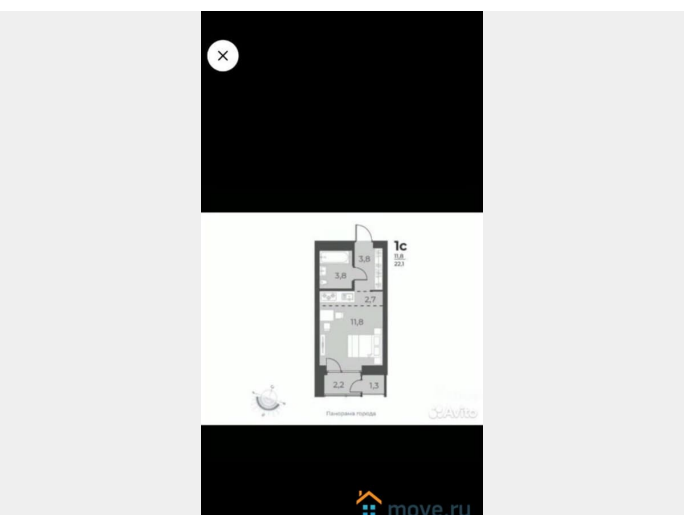 1с
11,8
22,1
3,8
3,8
2,7
11,8
2,2
1,3
Панорама города
Avito
move.ru